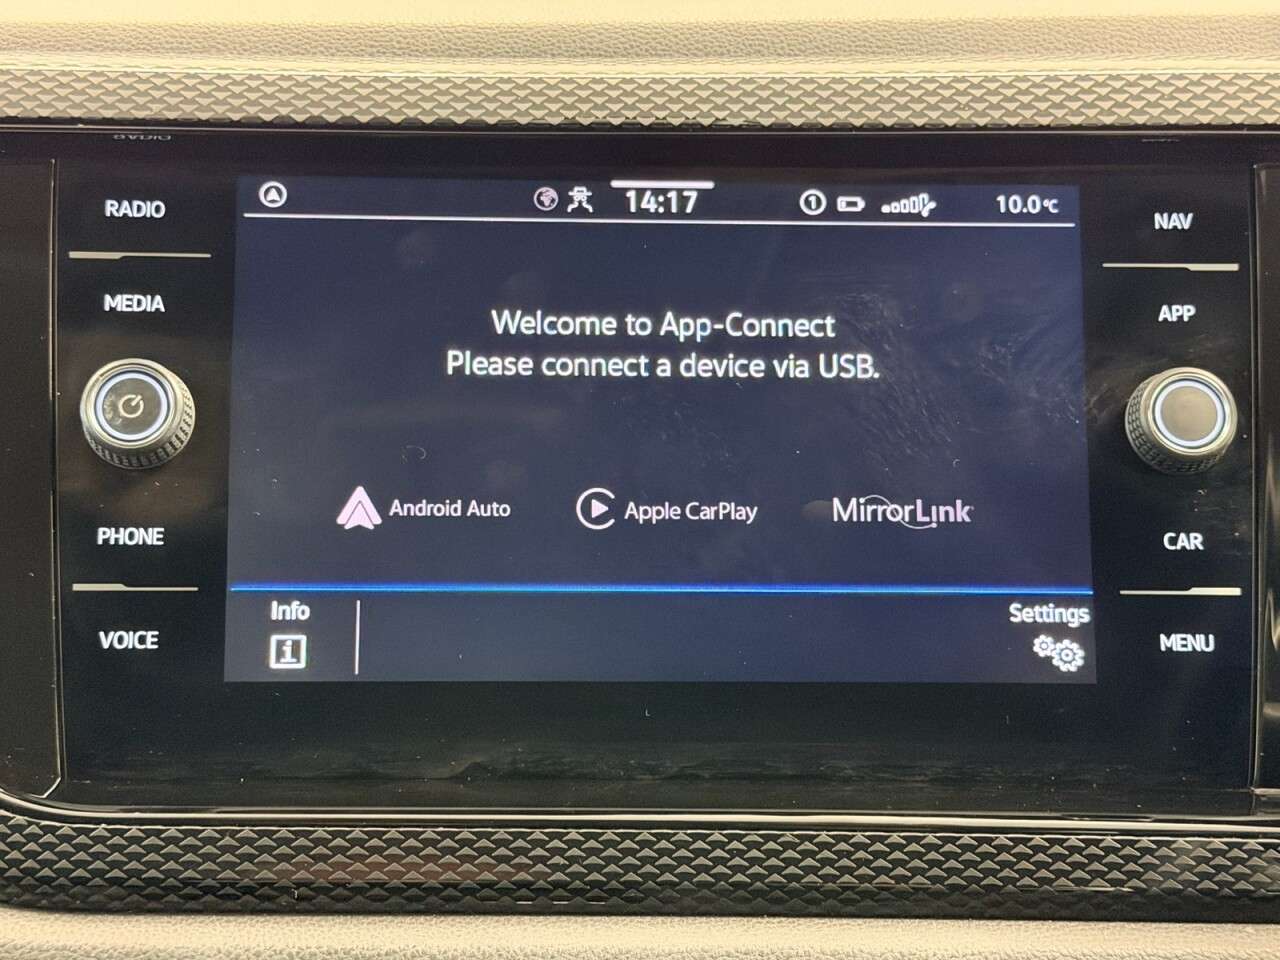 RADIO
MEDIA
PHONE
VOICE
14:17
1
10.0°C
Welcome to App-Connect
Please connect a device via USB.
Android Auto
Apple CarPlay
MirrorLink
Info
i
Settings
NAV
APP
CAR
MENU